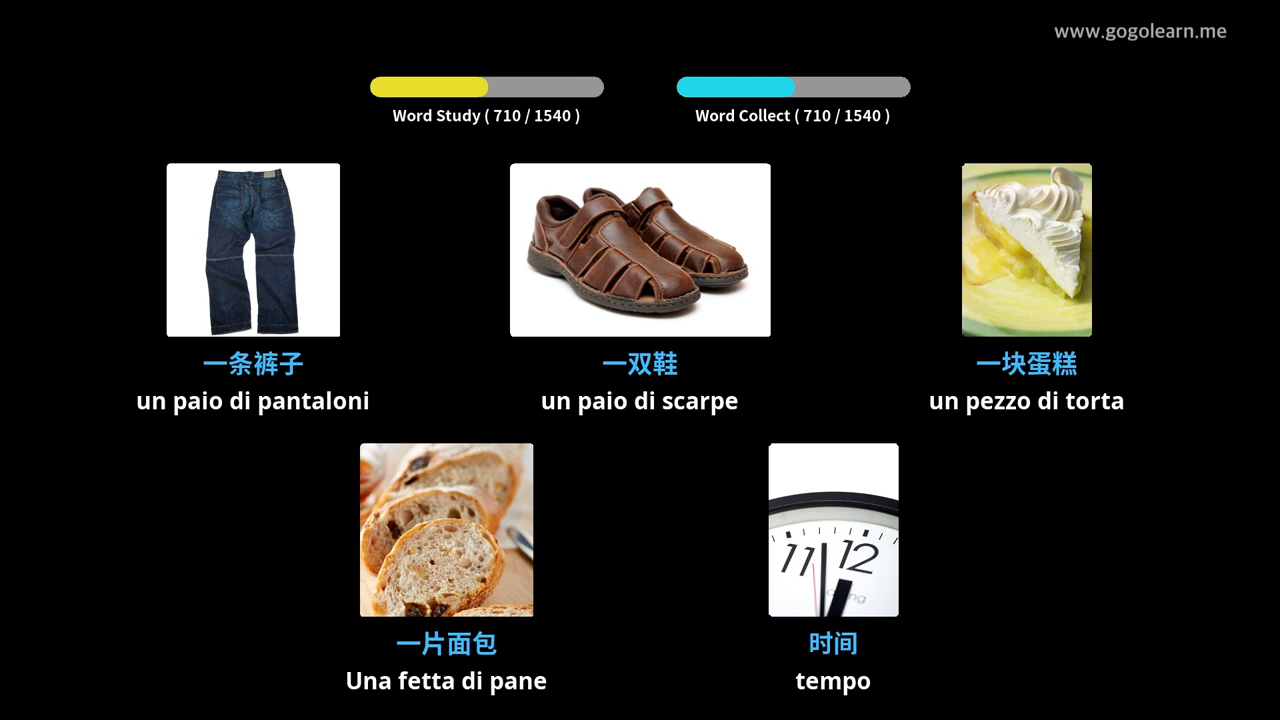 www.gogolearn.me
Word Study ( 710 / 1540 )
Word Collect ( 710 / 1540 )
一条裤子
un paio di pantaloni
一双鞋
un paio di scarpe
一块蛋糕
un pezzo di torta
11 12
一片面包
Una fetta di pane
时间
tempo